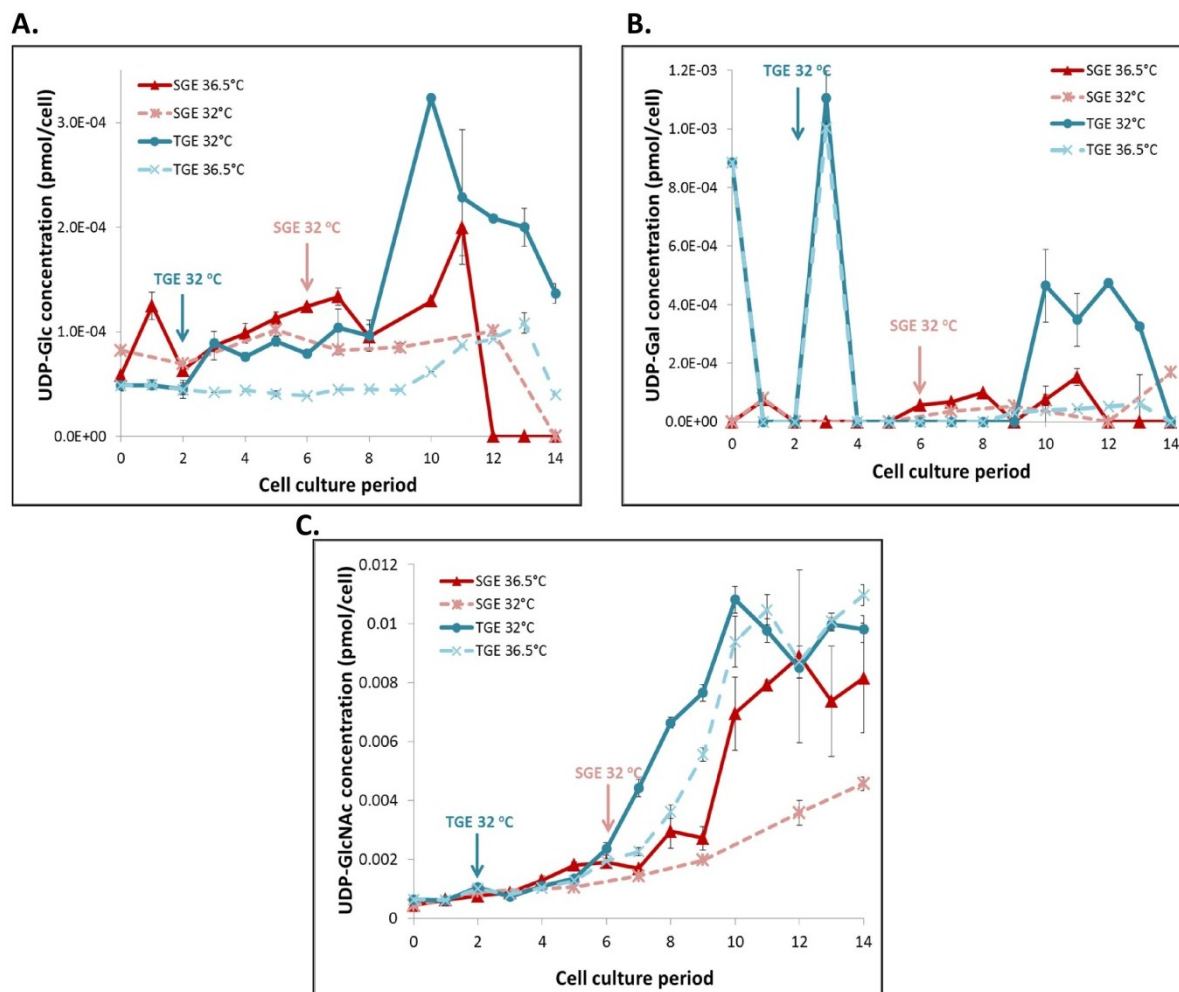 A.
UDP-Glc concentration (pmol/cell)
3.0E-04
2.0E-04
1.0E-04
0.0E+00
SGE 36.5°C
SGE 32°C
TGE 32°C
TGE 36.5°C
SGE 32 °C
TGE 32 °C
0 2 4 6 8 10 12 14
Cell culture period
B.
UDP-Gal concentration (pmol/cell)
1.2E-03
1.0E-03
8.0E-04
6.0E-04
4.0E-04
2.0E-04
0.0E+00
TGE 32 °C
SGE 36.5°C
SGE 32°C
TGE 32°C
TGE 36.5°C
SGE 32 °C
0 2 4 6 8 10 12 14
Cell culture period
C.
UDP-GlcNAc concentration (pmol/cell)
0.012
0.01
0.008
0.006
0.004
0.002
0
SGE 36.5°C
SGE 32°C
TGE 32°C
TGE 36.5°C
SGE 32 °C
TGE 32 °C
0 2 4 6 8 10 12 14
Cell culture period